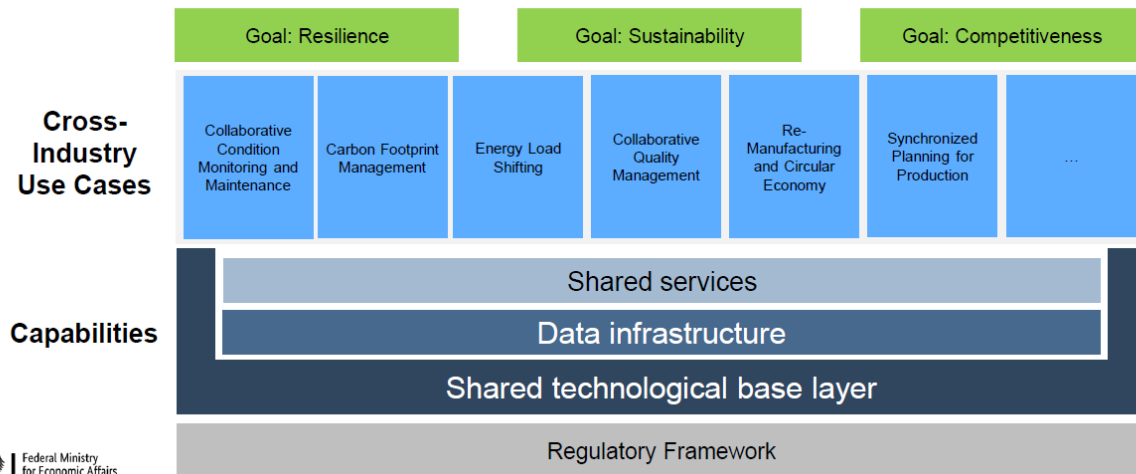 Goal: Resilience
Goal: Sustainability
Goal: Competitiveness
Cross-
Industry
Use Cases
Collaborative
Condition
Monitoring and
Maintenance
Carbon Footprint
Management
Energy Load
Shifting
Collaborative
Quality
Management
Re-
Manufacturing
and Circular
Economy
Synchronized
Planning for
Production
...
Capabilities
Shared services
Data infrastructure
Shared technological base layer
Regulatory Framework
Federal Ministry
for Economic Affairs